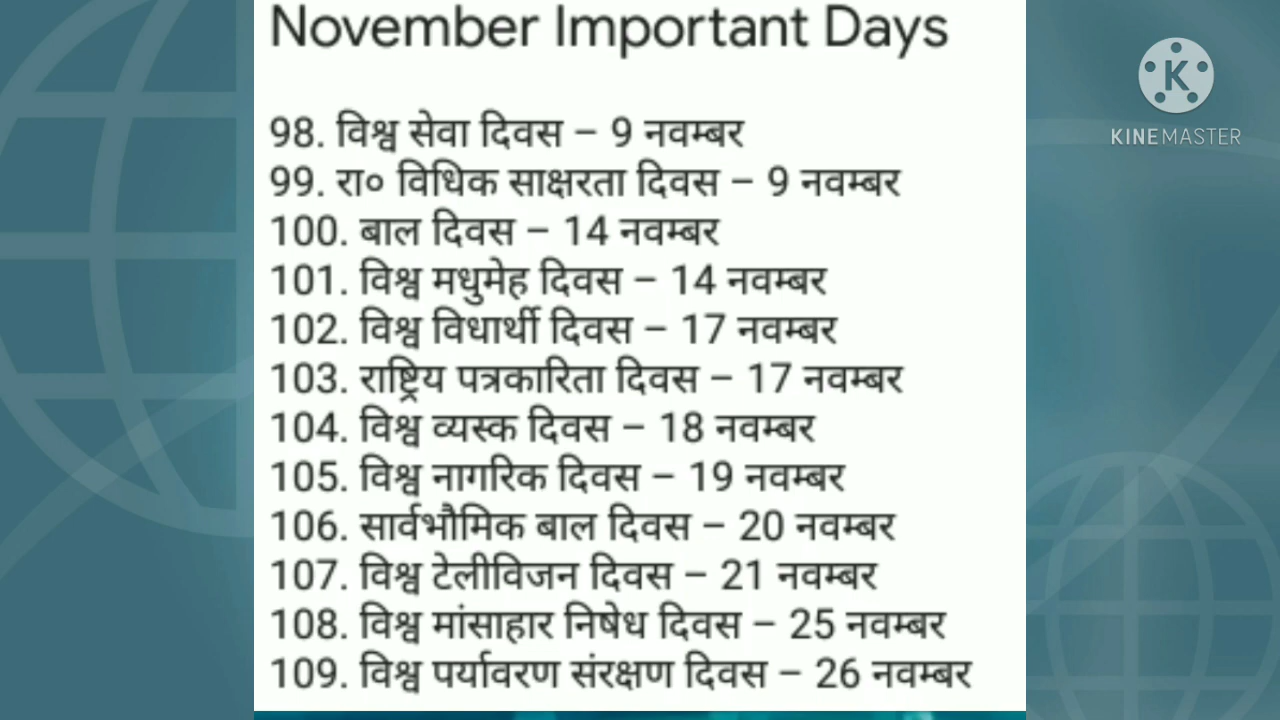 November Important Days
98. विश्व सेवा दिवस – 9 नवम्बर
99. रा० विधिक साक्षरता दिवस – 9 नवम्बर
100. बाल दिवस – 14 नवम्बर
101. विश्व मधुमेह दिवस – 14 नवम्बर
102. विश्व विधार्थी दिवस – 17 नवम्बर
103. राष्ट्रिय पत्रकारिता दिवस – 17 नवम्बर
104. विश्व व्यस्क दिवस – 18 नवम्बर
105. विश्व नागरिक दिवस – 19 नवम्बर
106. सार्वभौमिक बाल दिवस – 20 नवम्बर
107. विश्व टेलीविजन दिवस – 21 नवम्बर
108. विश्व मांसाहार निषेध दिवस – 25 नवम्बर
109. विश्व पर्यावरण संरक्षण दिवस – 26 नवम्बर
K
KINEMASTER